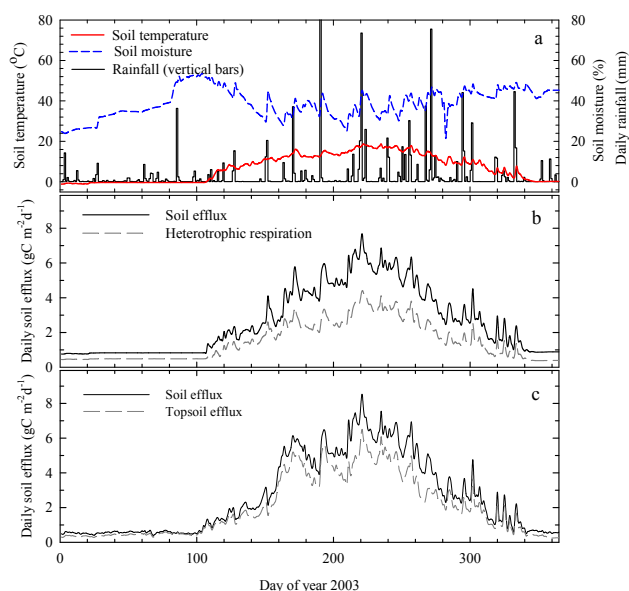 80
60
40
20
0
Soil temperature (°C)
Soil temperature
Soil moisture
Rainfall (vertical bars)
a
80
60
40
20
0
Soil moisture (%)
Daily rainfall (mm)
8
6
4
2
0
Daily soil efflux (gC m-2d-1)
Soil efflux
Heterotrophic respiration
b
8
6
4
2
0
Daily soil efflux (gC m-2d-1)
Soil efflux
Topsoil efflux
c
0 100 200 300
Day of year 2003